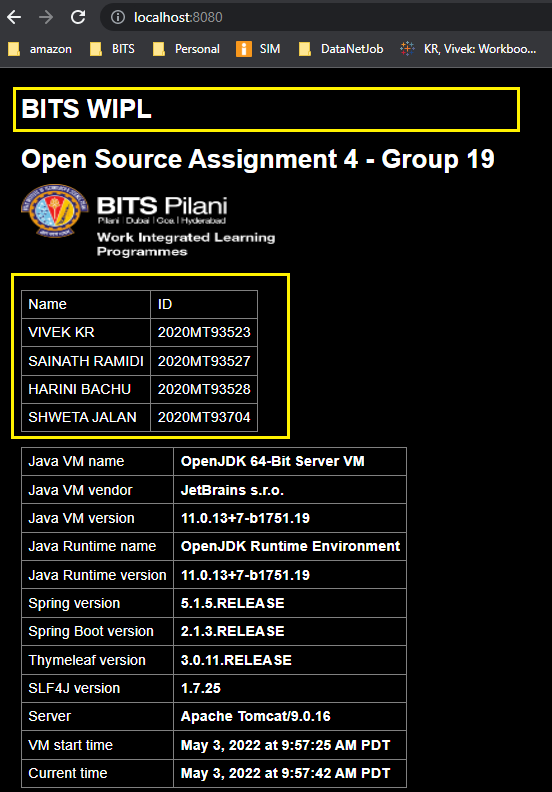 localhost:8080
amazon BITS Personal SIM DataNetJob KR, Vivek: Workboo...
BITS WIPL
Open Source Assignment 4 - Group 19
BITS Pilani
Pilani | Dubai | Goa | Hyderabad
Work Integrated Learning
Programmes
Name ID
VIVEK KR 2020MT93523
SAINATH RAMIDI 2020MT93527
HARINI BACHU 2020MT93528
SHWETA JALAN 2020MT93704
Java VM name OpenJDK 64-Bit Server VM
Java VM vendor JetBrains s.r.o.
Java VM version 11.0.13+7-b1751.19
Java Runtime name OpenJDK Runtime Environment
Java Runtime version 11.0.13+7-b1751.19
Spring version 5.1.5.RELEASE
Spring Boot version 2.1.3.RELEASE
Thymeleaf version 3.0.11.RELEASE
SLF4J version 1.7.25
Server Apache Tomcat/9.0.16
VM start time May 3, 2022 at 9:57:25 AM PDT
Current time May 3, 2022 at 9:57:42 AM PDT